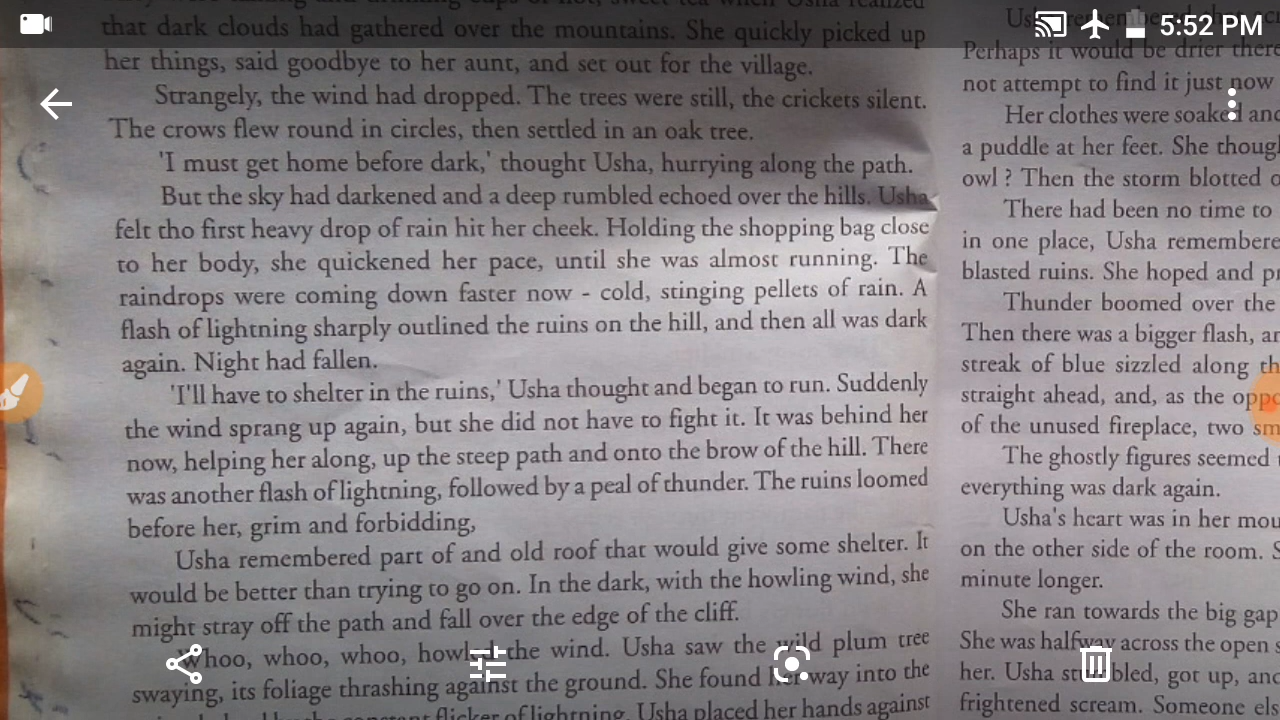 5:52 PM
that dark clouds had gathered over the mountains. She quickly picked up
her things, said goodbye to her aunt, and set out for the village.
Strangely, the wind had dropped. The trees were still, the crickets silent.
The crows flew round in circles, then settled in an oak tree.
'I must get home before dark,' thought Usha, hurrying along the path.
But the sky had darkened and a deep rumbled echoed over the hills. Usha
felt tho first heavy drop of rain hit her cheek. Holding the shopping bag close
to her body, she quickened her pace, until she was almost running. The
raindrops were coming down faster now - cold, stinging pellets of rain. A
flash of lightning sharply outlined the ruins on the hill, and then all was dark
again. Night had fallen.
'I'll have to shelter in the ruins,' Usha thought and began to run. Suddenly
the wind sprang up again, but she did not have to fight it. It was behind her
now, helping her along, up the steep path and onto the brow of the hill. There
was another flash of lightning, followed by a peal of thunder. The ruins loomed
before her, grim and forbidding,
Usha remembered part of and old roof that would give some shelter. It
would be better than trying to go on. In the dark, with the howling wind, she
might stray off the path and fall over the edge of the cliff.
Whoo, whoo, whoo, howled the wind. Usha saw the wild plum tree
swaying, its foliage thrashing against the ground. She found her way into the
flicker of lightning. Usha placed her hands against
Perhaps it would be drier there
not attempt to find it just now
Her clothes were soaked
a puddle at her feet. She
owl ? Then the storm blotted
There had been no time to
in one place, Usha
blasted ruins. She hoped and
Thunder boomed over the
Then there was a bigger flash,
streak of blue sizzled along
straight ahead, and, as the
of the unused fireplace, two
The ghostly figures seemed
everything was dark again.
Usha's heart was in her
on the other side of the room.
minute longer.
She ran towards the big gap
She was halfway across the open
her. Usha stumbled, got up,
frightened scream. Someone